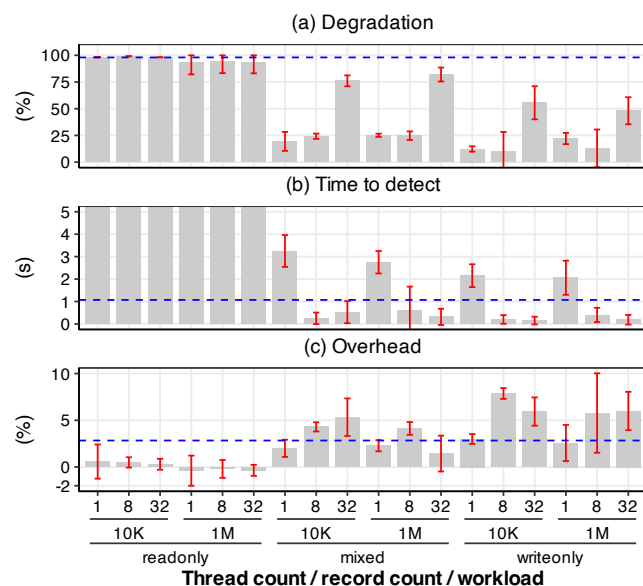 (a) Degradation
100
75
50
25
0
(%)
(b) Time to detect
5
4
3
2
1
0
(s)
(c) Overhead
10
5
0
-2
(%)
1 8 32 1 8 32 1 8 32 1 8 32 1 8 32 1 8 32
10K 1M 10K 1M 10K 1M
readonly mixed writeonly
Thread count / record count / workload